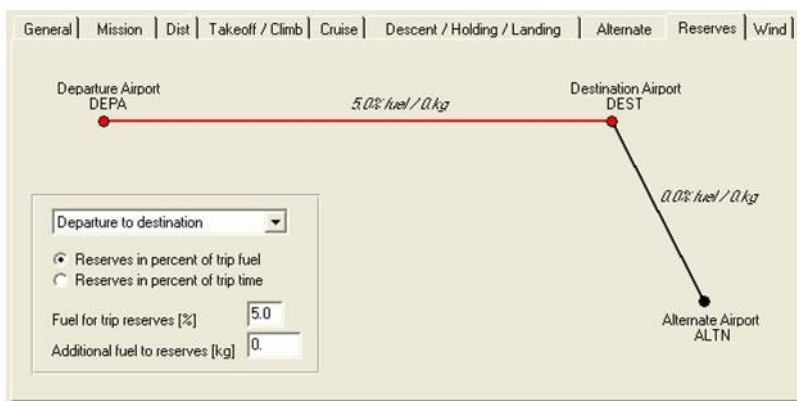 General Mission Dist Takeoff / Climb Cruise Descent / Holding / Landing Alternate Reserves Wind
Departure Airport
DEPA
5.0% fuel / 0.kg
Destination Airport
DEST
0.0% fuel / 0.kg
Departure to destination
Reserves in percent of trip fuel
Reserves in percent of trip time
Fuel for trip reserves [%] 5.0
Additional fuel to reserves [kg] 0.
Alternate Airport
ALTN